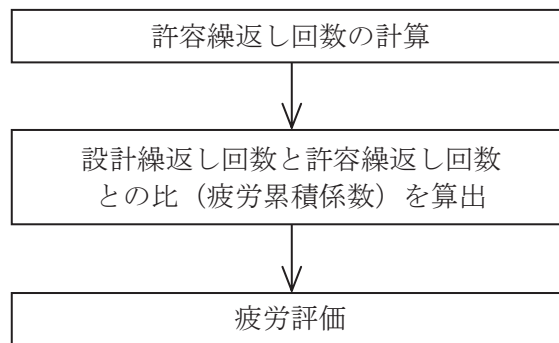 許容繰返し回数の計算
設計繰返し回数と許容繰返し回数
との比（疲労累積係数）を算出
疲労評価